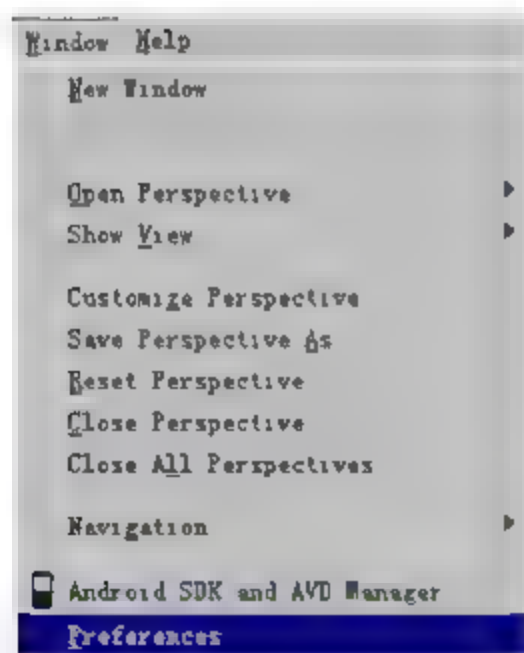 Window Help
New Window
Open Perspective
Show View
Customize Perspective
Save Perspective As
Reset Perspective
Close Perspective
Close All Perspectives
Navigation
Android SDK and AVD Manager
Preferences